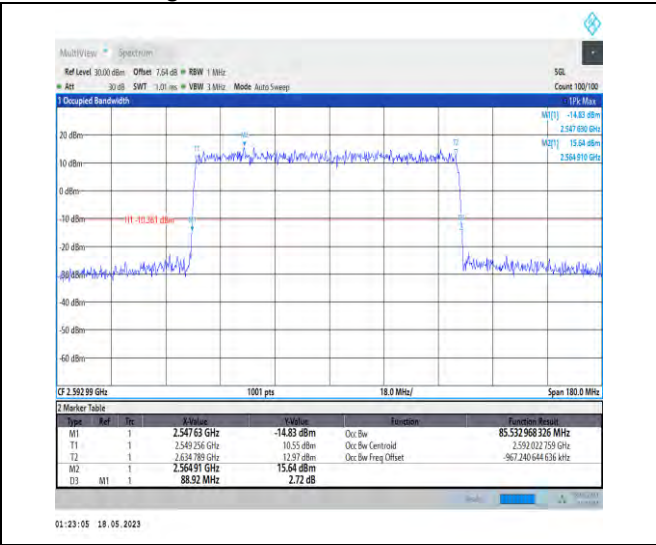 MultiView Spectrum
Ref Level 30.00 dBm Offset 7.64 dB RBW 1 MHz SGL
Att 30 dB SWT 1.01 ms VBW 3 MHz Mode Auto Sweep Count 100/100
1 Occupied Bandwidth 1Pk Max
M1[1] -14.83 dBm
2.547 630 GHz
M2[1] 15.64 dBm
2.564 910 GHz
20 dBm
M2
T1
T2
10 dBm
0 dBm
-10 dBm
H1 -10.361 dBm
-20 dBm
-30 dBm
-40 dBm
-50 dBm
-60 dBm
CF 2.592 99 GHz 1001 pts 18.0 MHz/ Span 180.0 MHz
2 Marker Table
Type Ref Trc X-Value Y-Value Function Function Result
M1 1 2.547 63 GHz -14.83 dBm Occ Bw 85.532 968 326 MHz
T1 1 2.549 256 GHz 10.55 dBm Occ Bw Centroid 2.592 022 759 GHz
T2 1 2.634 789 GHz 12.97 dBm Occ Bw Freq Offset -967.240 644 636 kHz
M2 1 2.564 91 GHz 15.64 dBm
D3 M1 1 88.92 MHz 2.72 dB
01:23:05 18.05.2023